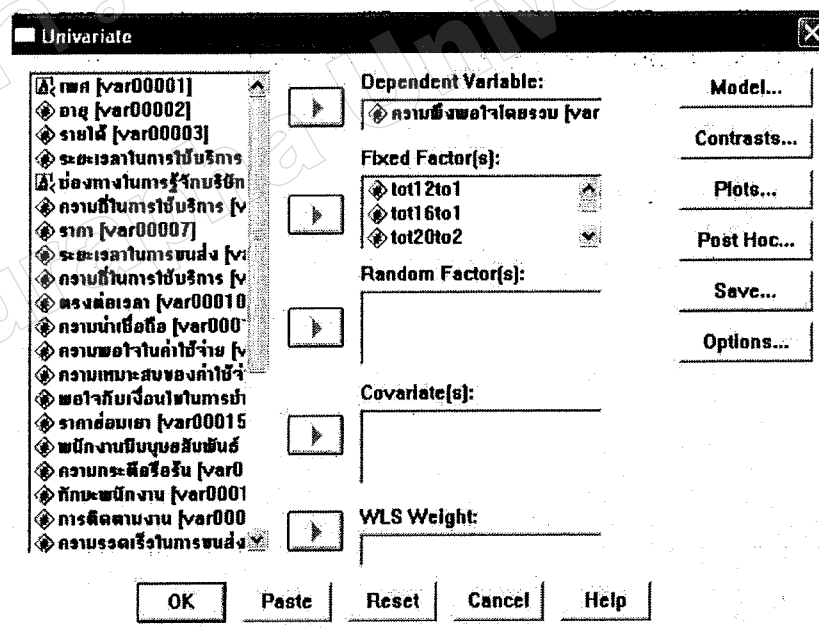 Univariate
เพศ [var00001]
อายุ [var00002]
รายได้ [var00003]
ระยะเวลาในการใช้บริการ
ช่องทางในการรู้จักบริษัท
ความถี่ในการใช้บริการ [v
ราคา [var00007]
ระยะเวลาในการขนส่ง [va
ความถี่ในการใช้บริการ [v
ตรงต่อเวลา [var00010
ความน่าเชื่อถือ [var000
ความพอใจในค่าใช้จ่าย [v
ความเหมาะสมของค่าใช้จ่
พอใจกับเงื่อนไขในการชำ
ราคาย่อมเยา [var00015
พนักงานมีมนุษยสัมพันธ์
ความกระตือรือร้น [var0
ทักษะพนักงาน [var0001
การติดตามงาน [var000
ความรวดเร็วในการขนส่ง
Dependent Variable:
ความพึงพอใจโดยรวม [var
Fixed Factor(s):
tot12to1
tot16to1
tot20to2
Random Factor(s):
Covariate(s):
WLS Weight:
Model...
Contrasts...
Plots...
Post Hoc...
Save...
Options...
OK
Paste
Reset
Cancel
Help